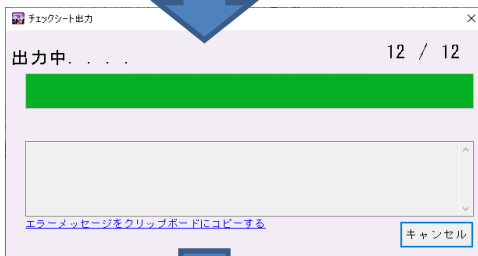 チェックシート出力
出力中．．．．
12 / 12
エラーメッセージをクリップボードにコピーする
キャンセル